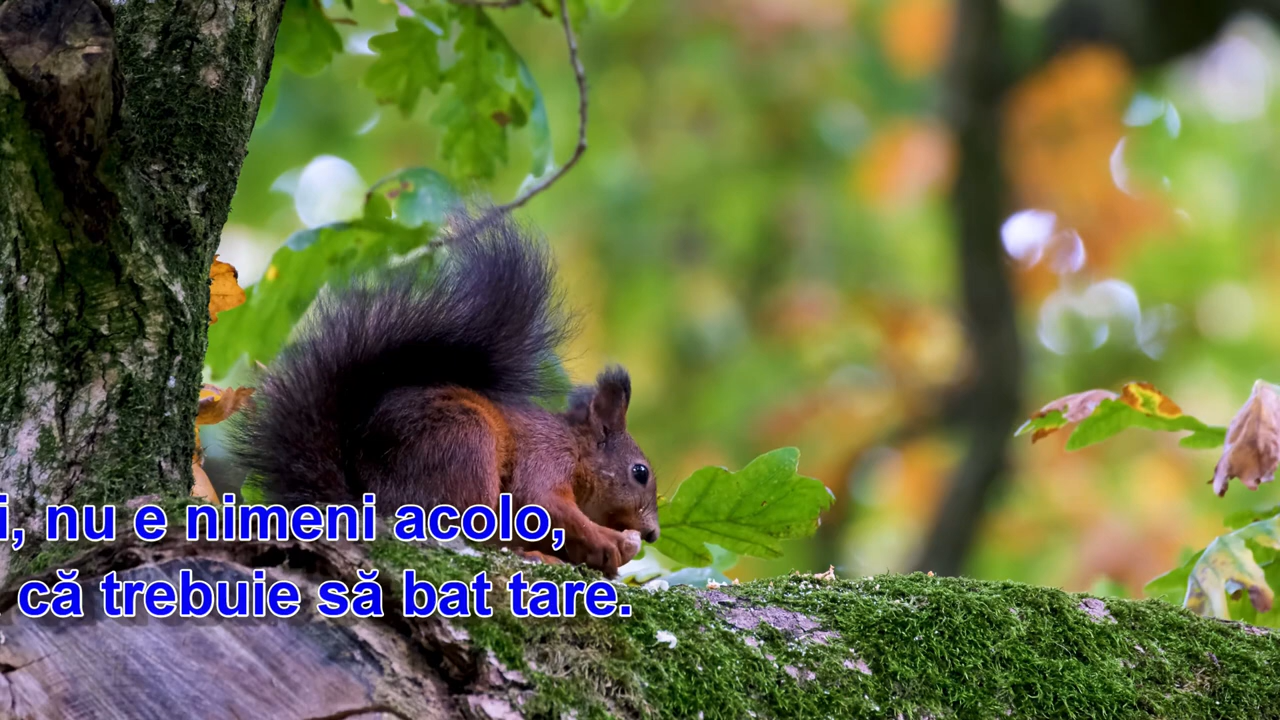 nu e nimeni acolo,
că trebuie să bat tare.